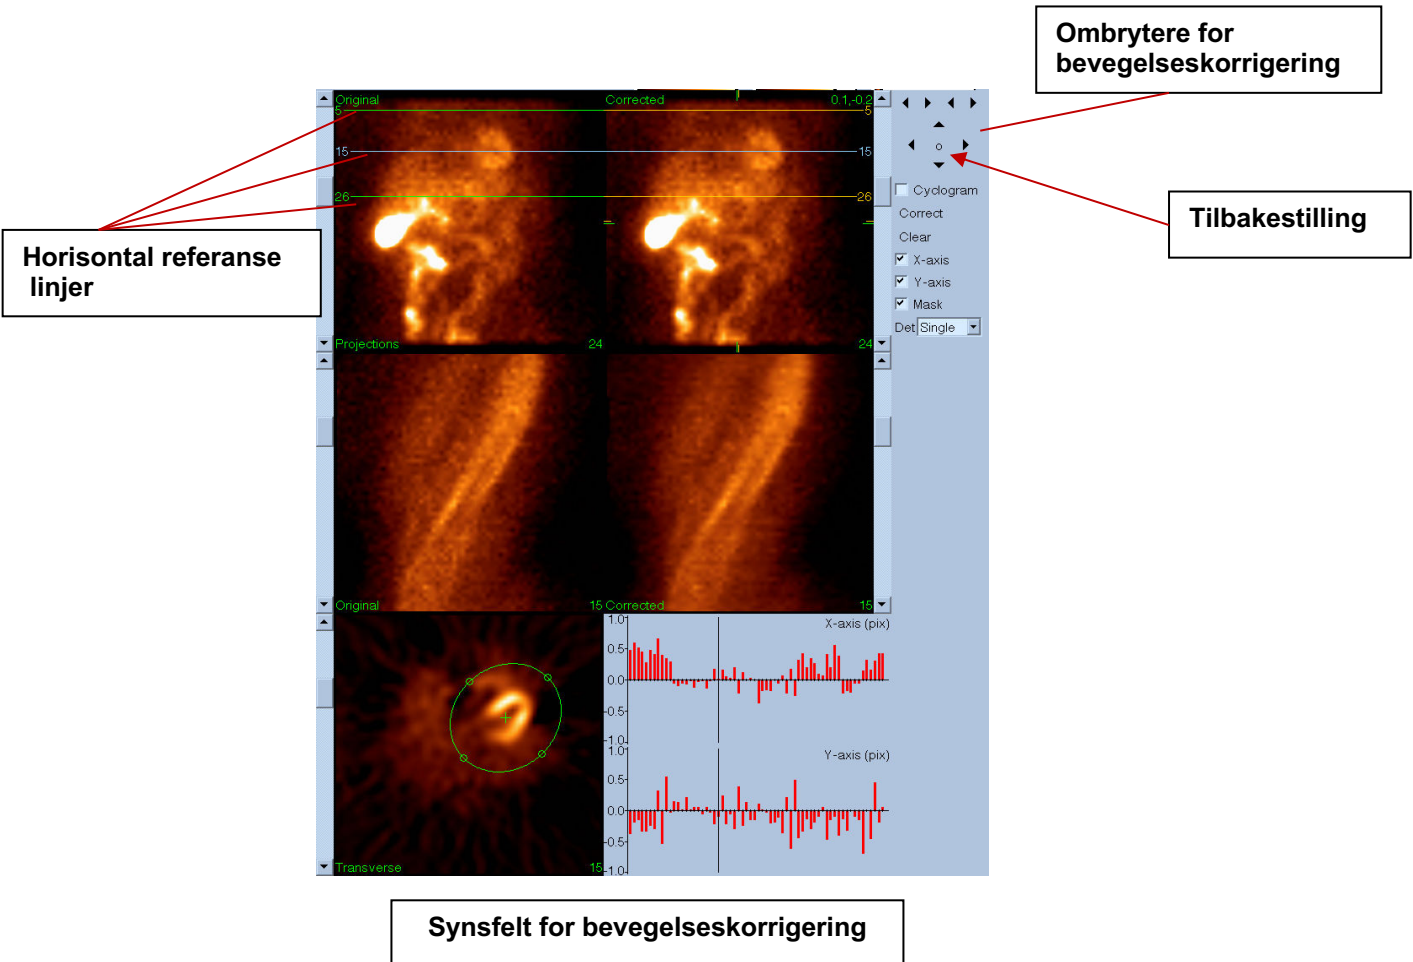 Ombrytere for
bevegelseskorrigering
Original
Corrected
0.1,-0.2
5
5
15
15
26
26
Cyclogram
Correct
Clear
X-axis
Y-axis
Mask
Det Single
Tilbakestilling
Horisontal referanse
linjer
Projections
24
24
Original
15
Corrected
15
1.0
X-axis (pix)
0.5
0.0
-0.5
-1.0
1.0
Y-axis (pix)
0.5
0.0
-0.5
-1.0
Transverse
15
Synsfelt for bevegelseskorrigering